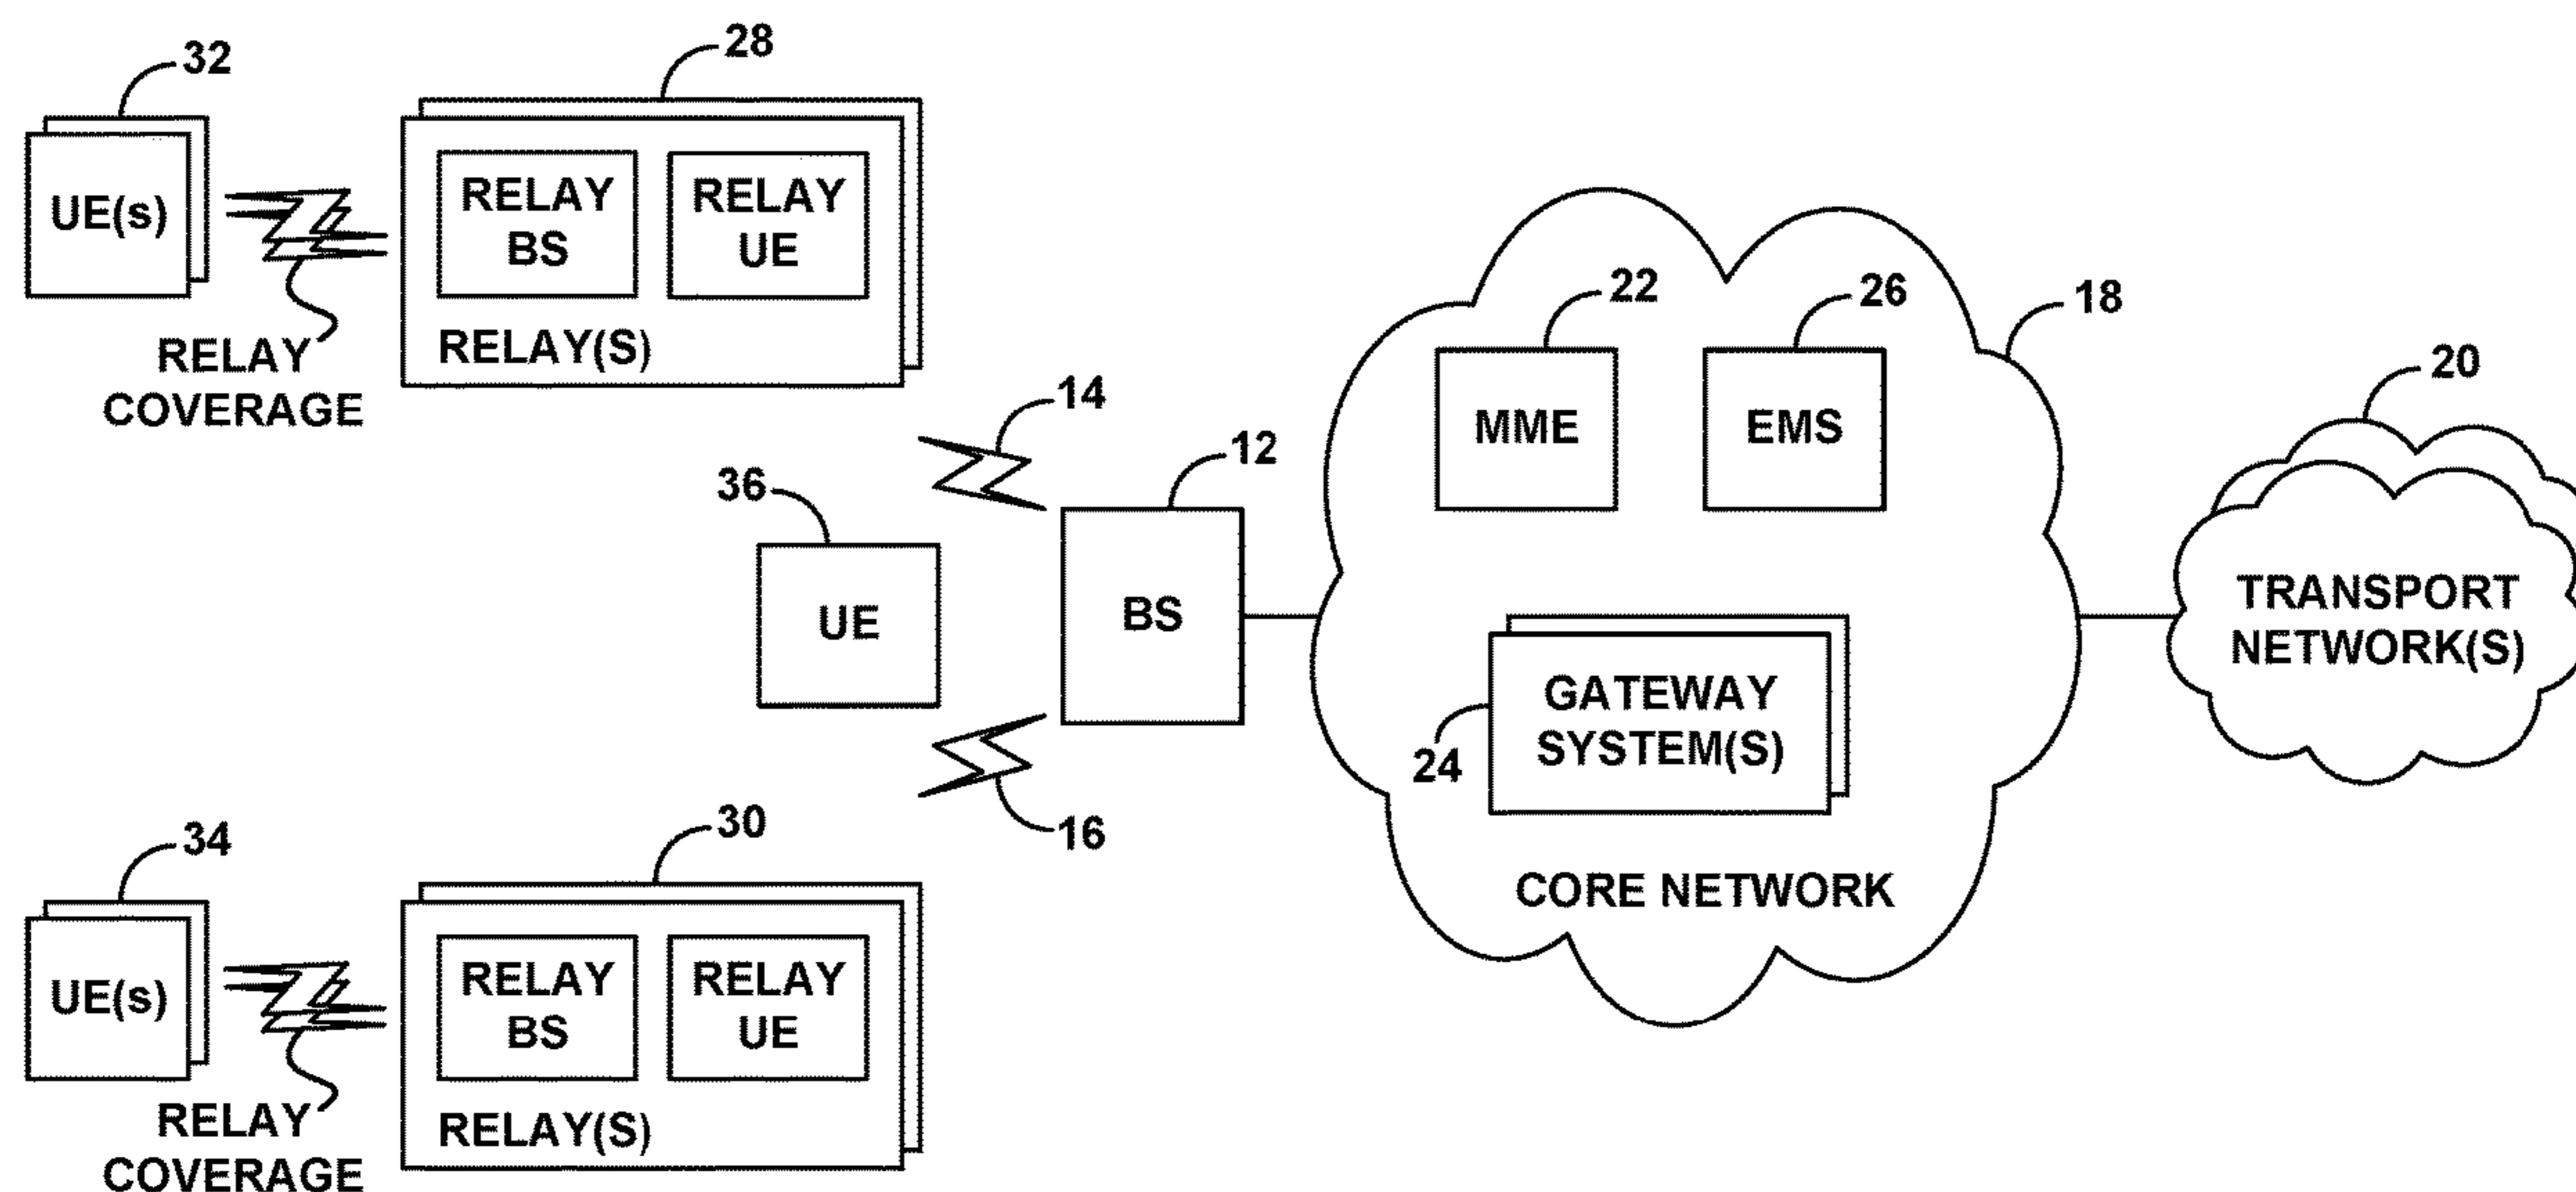 32
28
UE(s)
RELAY
BS
RELAY
UE
RELAY(S)
RELAY
COVERAGE
14
36
12
UE
BS
16
22
26
18
MME
EMS
24
GATEWAY
SYSTEM(S)
CORE NETWORK
20
TRANSPORT
NETWORK(S)
34
30
UE(s)
RELAY
BS
RELAY
UE
RELAY(S)
RELAY
COVERAGE